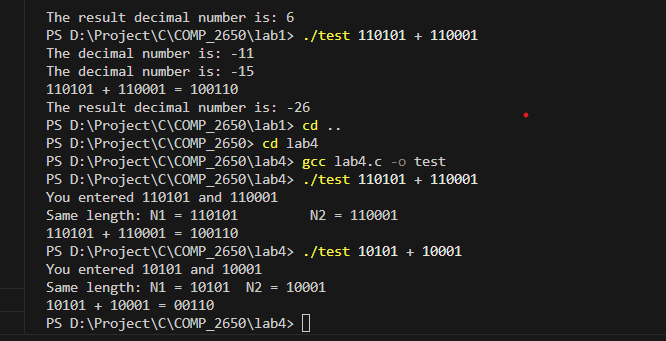 The result decimal number is: 6
PS D:\Project\C\COMP_2650\lab1> ./test 110101 + 110001
The decimal number is: -11
The decimal number is: -15
110101 + 110001 = 100110
The result decimal number is: -26
PS D:\Project\C\COMP_2650\lab1> cd ..
PS D:\Project\C\COMP_2650> cd lab4
PS D:\Project\C\COMP_2650\lab4> gcc lab4.c -o test
PS D:\Project\C\COMP_2650\lab4> ./test 110101 + 110001
You entered 110101 and 110001
Same length: N1 = 110101 N2 = 110001
110101 + 110001 = 100110
PS D:\Project\C\COMP_2650\lab4> ./test 10101 + 10001
You entered 10101 and 10001
Same length: N1 = 10101 N2 = 10001
10101 + 10001 = 00110
PS D:\Project\C\COMP_2650\lab4>